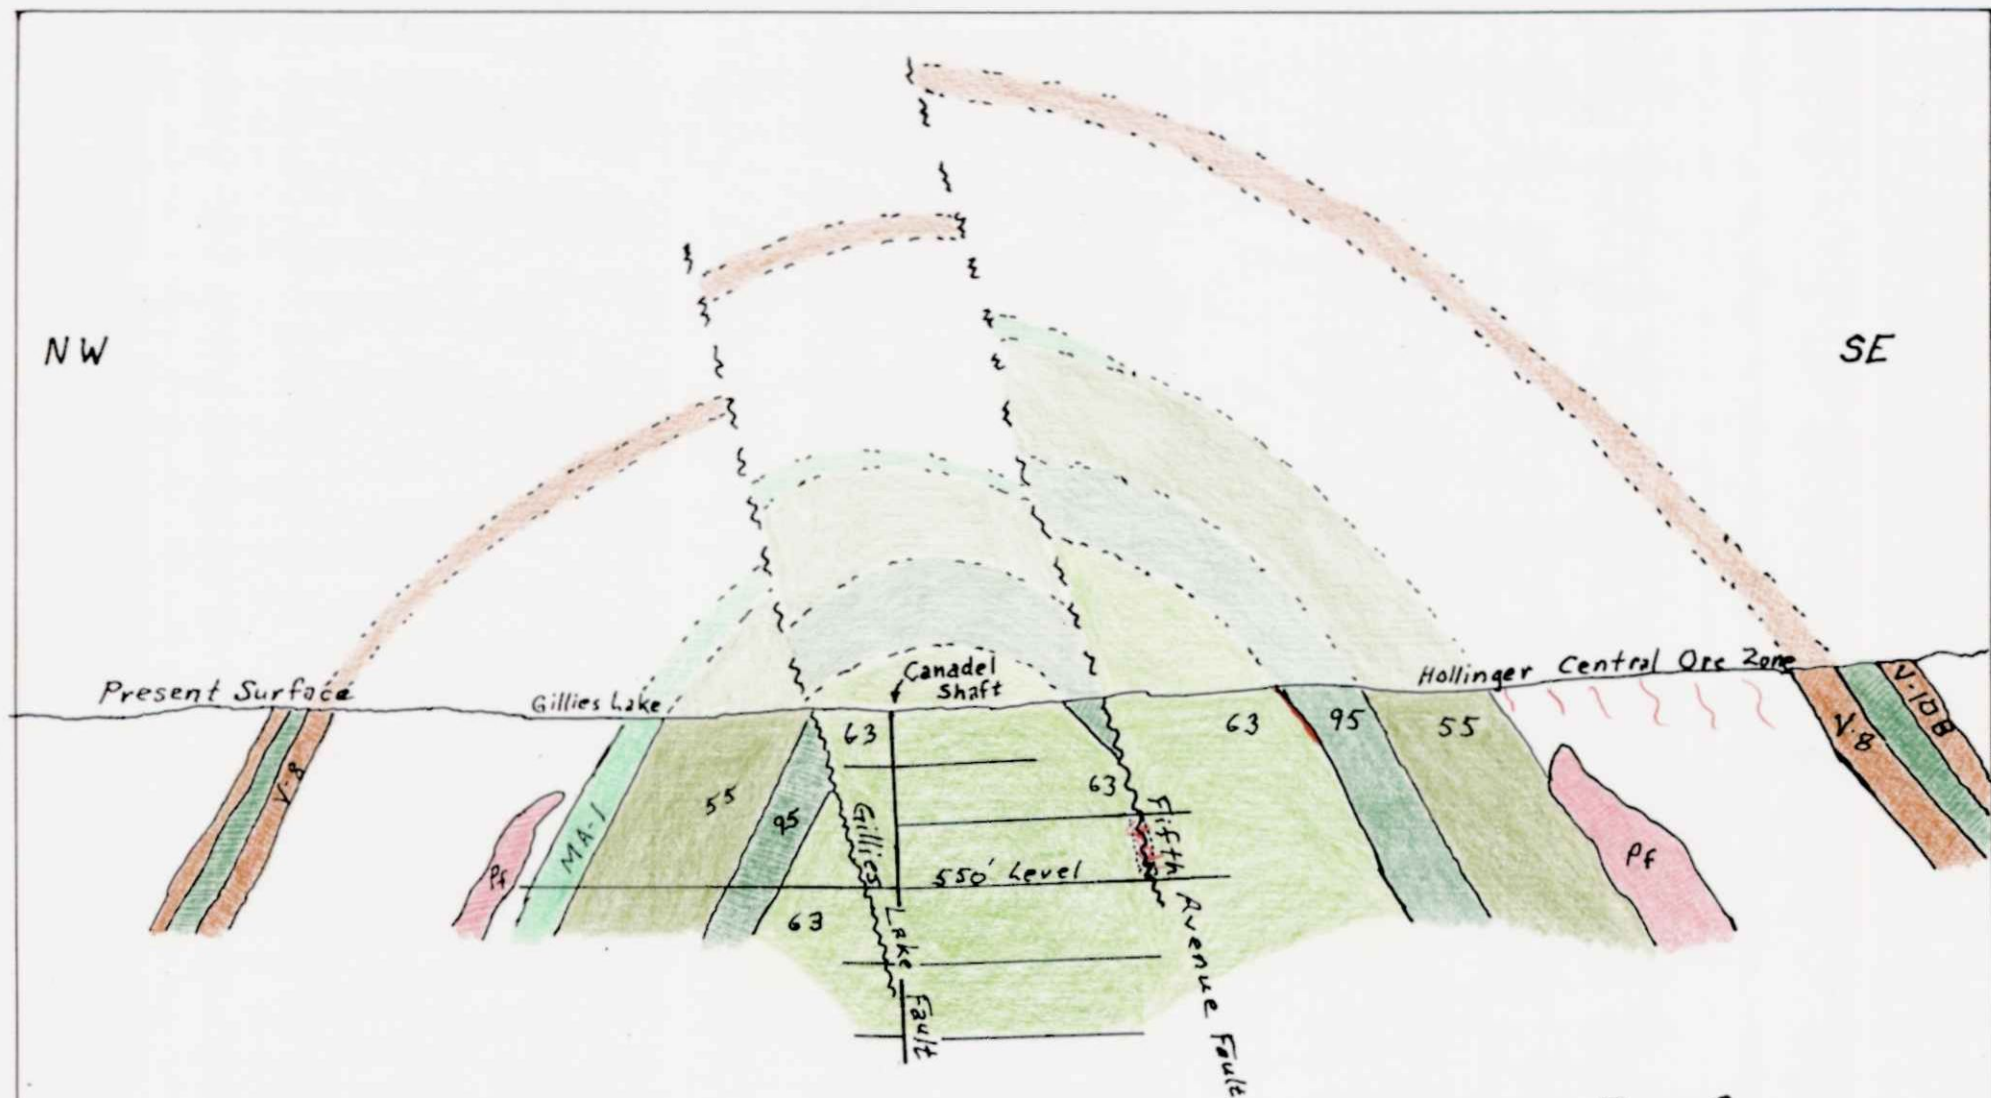 NW
SE
Present Surface
Gillies Lake
Canadel
Shaft
Hollinger Central Ore Zone
V-8
Pf
MA-1
55
95
63
63
Gillies Lake Fault
550' Level
63
Fifth Avenue Fault
63
95
55
Pf
V-8
V-10B